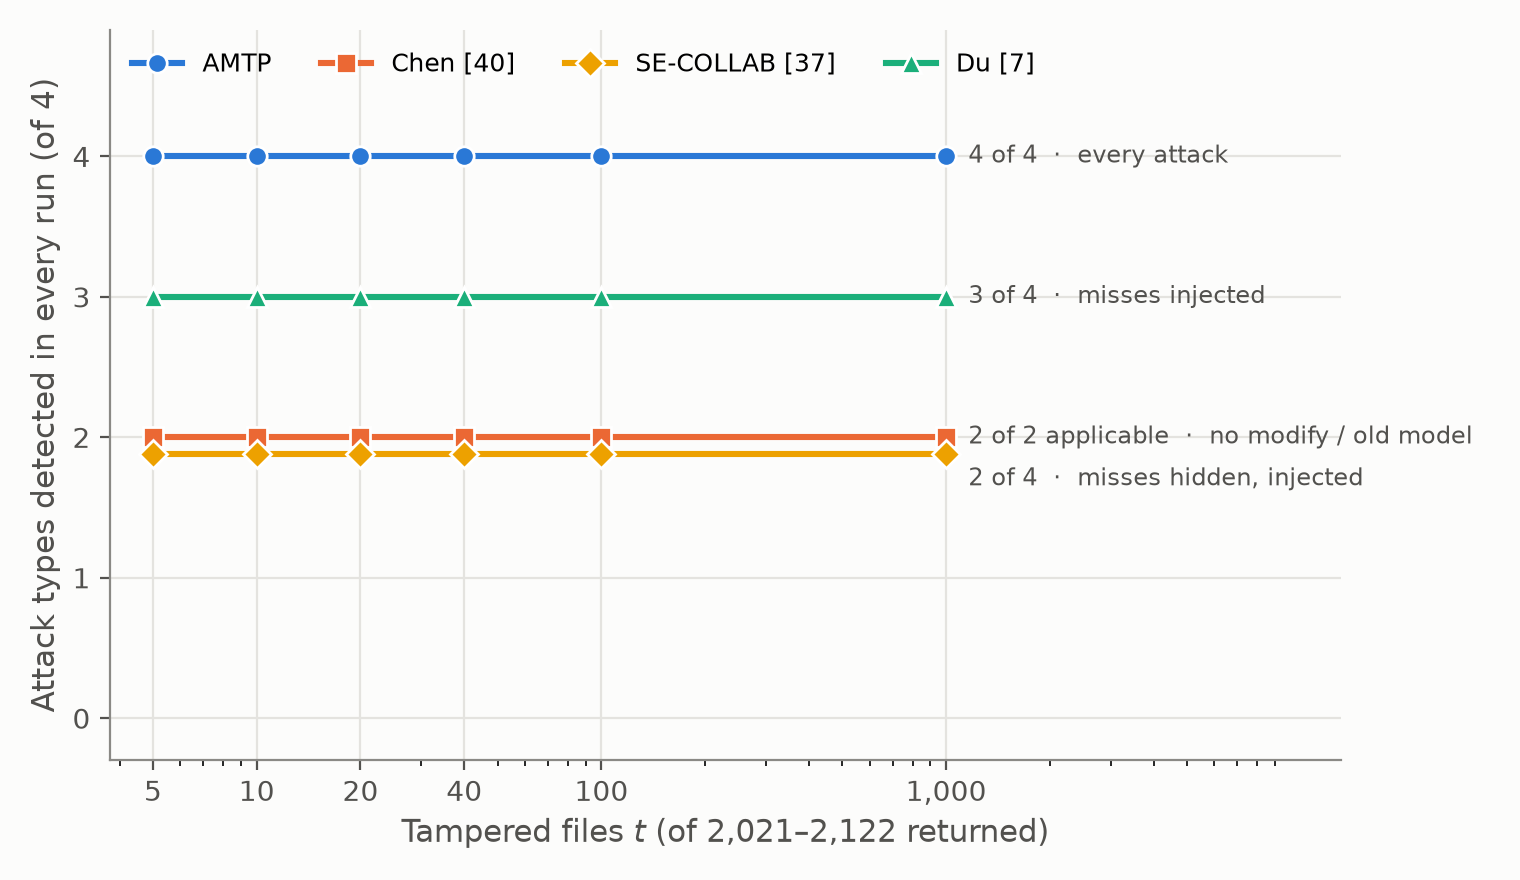 AMTP
Chen [40]
SE-COLLAB [37]
Du [7]
Attack types detected in every run (of 4)
4
3
2
1
0
4 of 4 · every attack
3 of 4 · misses injected
2 of 2 applicable · no modify / old model
2 of 4 · misses hidden, injected
5 10 20 40 100 1,000
Tampered files t (of 2,021–2,122 returned)